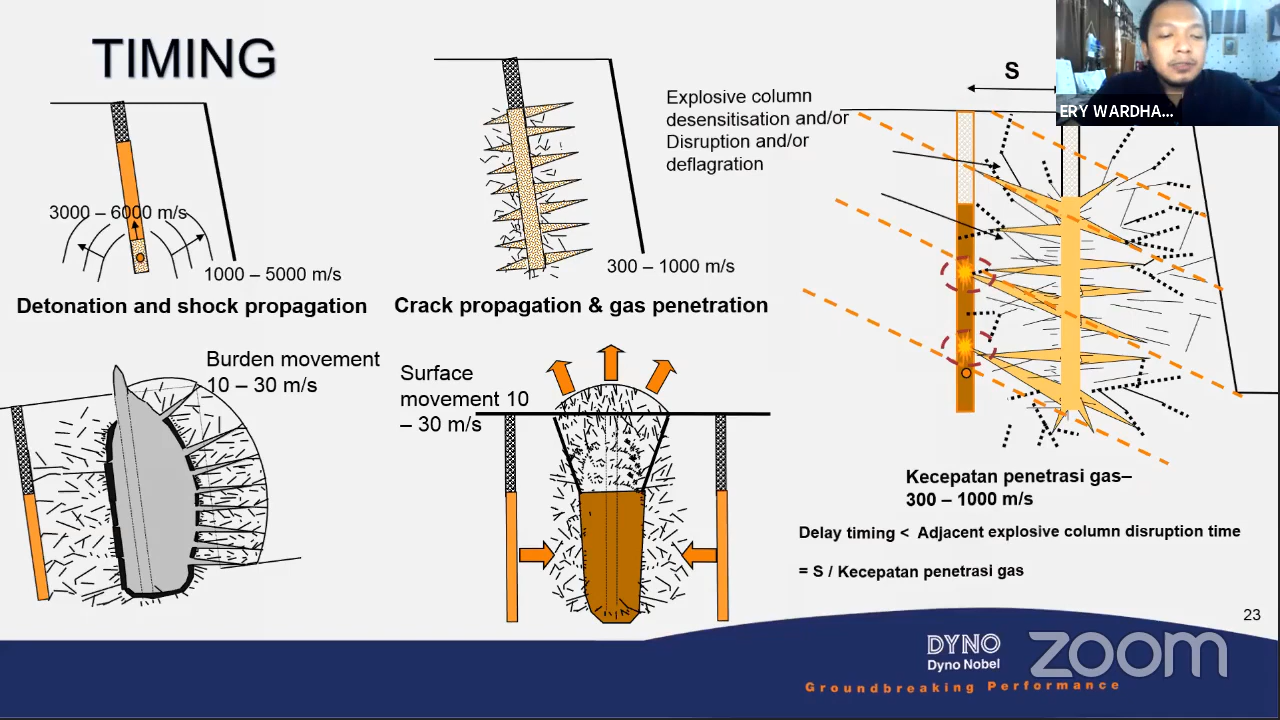 TIMING
3000 – 6000 m/s
1000 – 5000 m/s
Detonation and shock propagation
Explosive column
desensitisation and/or
Disruption and/or
deflagration
300 – 1000 m/s
Crack propagation & gas penetration
S
ERY WARDHA...
Burden movement
10 – 30 m/s
Surface
movement 10
– 30 m/s
Kecepatan penetrasi gas–
300 – 1000 m/s
Delay timing < Adjacent explosive column disruption time
= S / Kecepatan penetrasi gas
23
DYNO
Dyno Nobel
Groundbreaking Performance
zoom